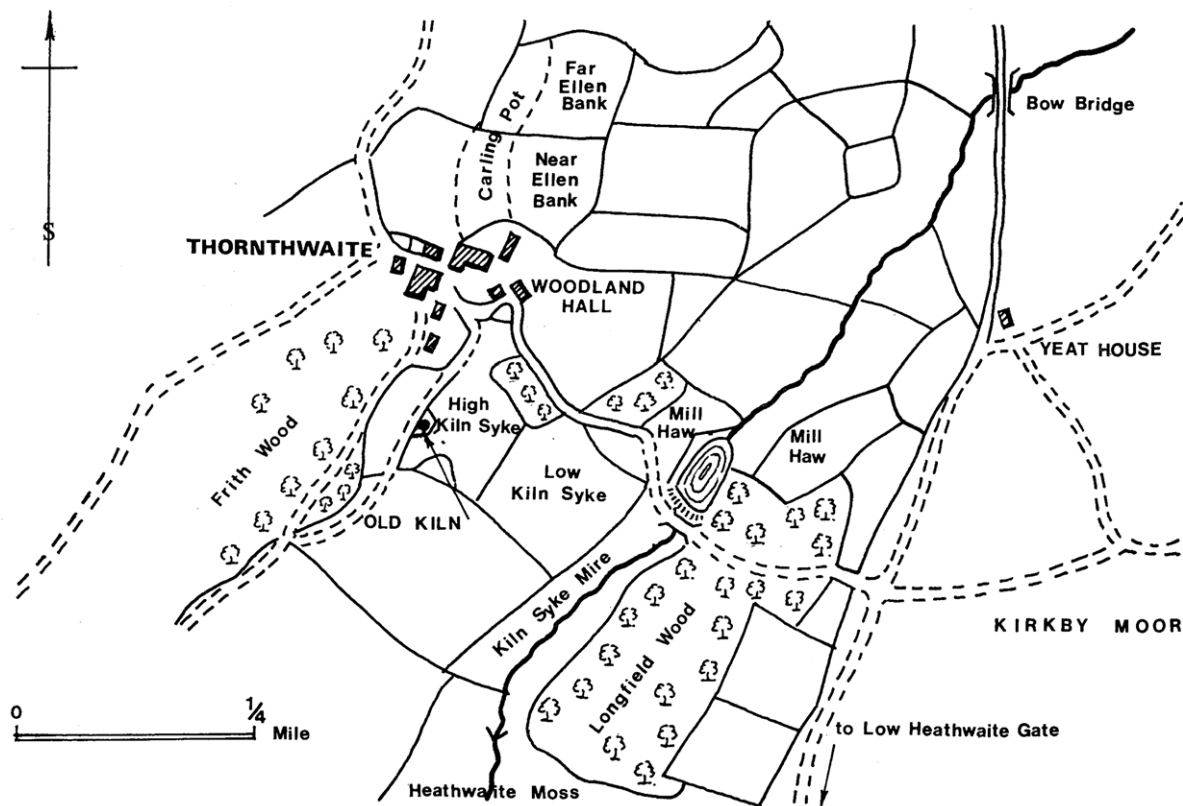 Far
Ellen
Bank
Carling Pot
Bow Bridge
Near
Ellen
Bank
S
THORNTHWAITE
WOODLAND
HALL
YEAT HOUSE
High
Kiln Syke
Mill
Haw
Mill
Haw
Frith Wood
Low
Kiln Syke
OLD KILN
Kiln Syke Mire
Longfield Wood
KIRKBY MOOR
0
1/4
Mile
to Low Heathwaite Gate
Heathwaite Moss